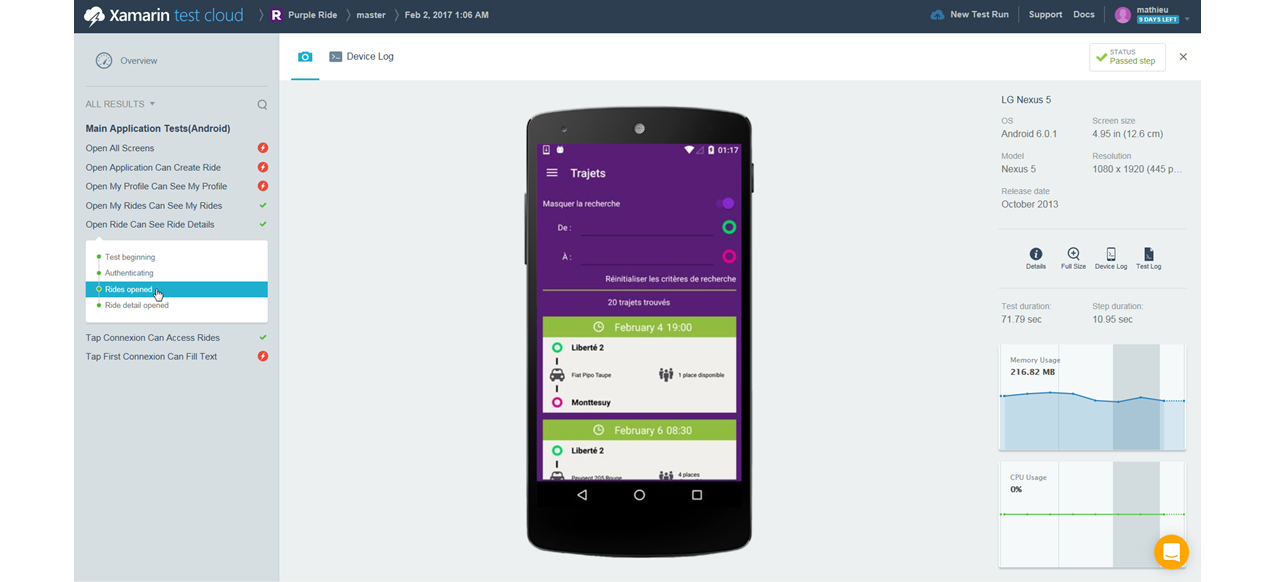 Xamarin test cloud
R Purple Ride
master
Feb 2, 2017 1:06 AM
New Test Run
Support
Docs
mathieu
9 DAYS LEFT
Overview
ALL RESULTS
Main Application Tests(Android)
Open All Screens
Open Application Can Create Ride
Open My Profile Can See My Profile
Open My Rides Can See My Rides
Open Ride Can See Ride Details
Test beginning
Authenticating
Rides opened
Ride detail opened
Tap Connexion Can Access Rides
Tap First Connexion Can Fill Text
Device Log
STATUS
Passed step
01:17
Trajets
Masquer la recherche
De :
À :
Réinitialiser les critères de recherche
20 trajets trouvés
February 4 19:00
Liberté 2
Fiat Pipo Taupe
1 place disponible
Monttesuy
February 6 08:30
Liberté 2
Peugeot 205 Rouge
4 places
LG Nexus 5
OS
Screen size
Android 6.0.1
4.95 in (12.6 cm)
Model
Resolution
Nexus 5
1080 x 1920 (445 p...
Release date
October 2013
Details
Full Size
Device Log
Test Log
Test duration:
Step duration:
71.79 sec
10.95 sec
Memory Usage
216.82 MB
CPU Usage
0%